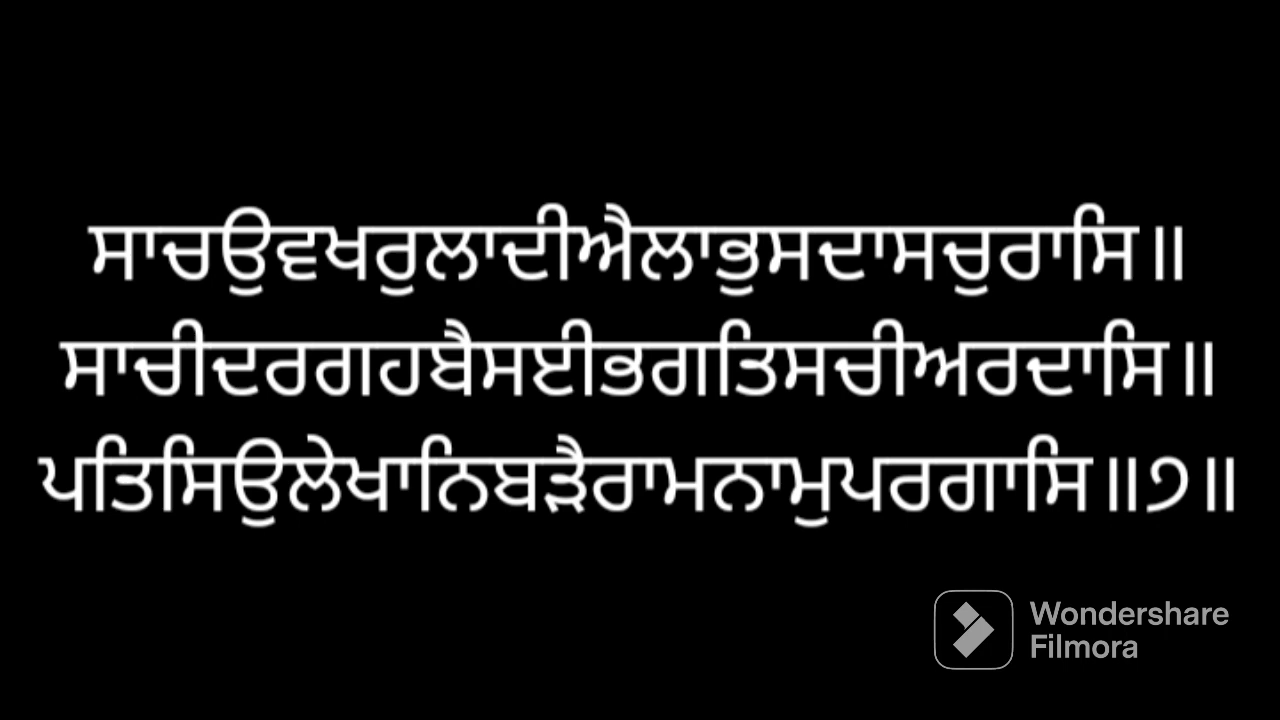 ਸਾਚਉਵਖਰੁਲਾਦੀਐਲਾਭੁਸਦਾਸਚੁਰਾਸਿ॥
ਸਾਚੀਦਰਗਹਬੈਸਈਭਗਤਿਸਚੀਅਰਦਾਸਿ॥
ਪਤਿਸਿਉਲੇਖਾਨਿਬੜੈਰਾਮਨਾਮੁਪਰਗਾਸਿ॥੭॥
Wondershare
Filmora